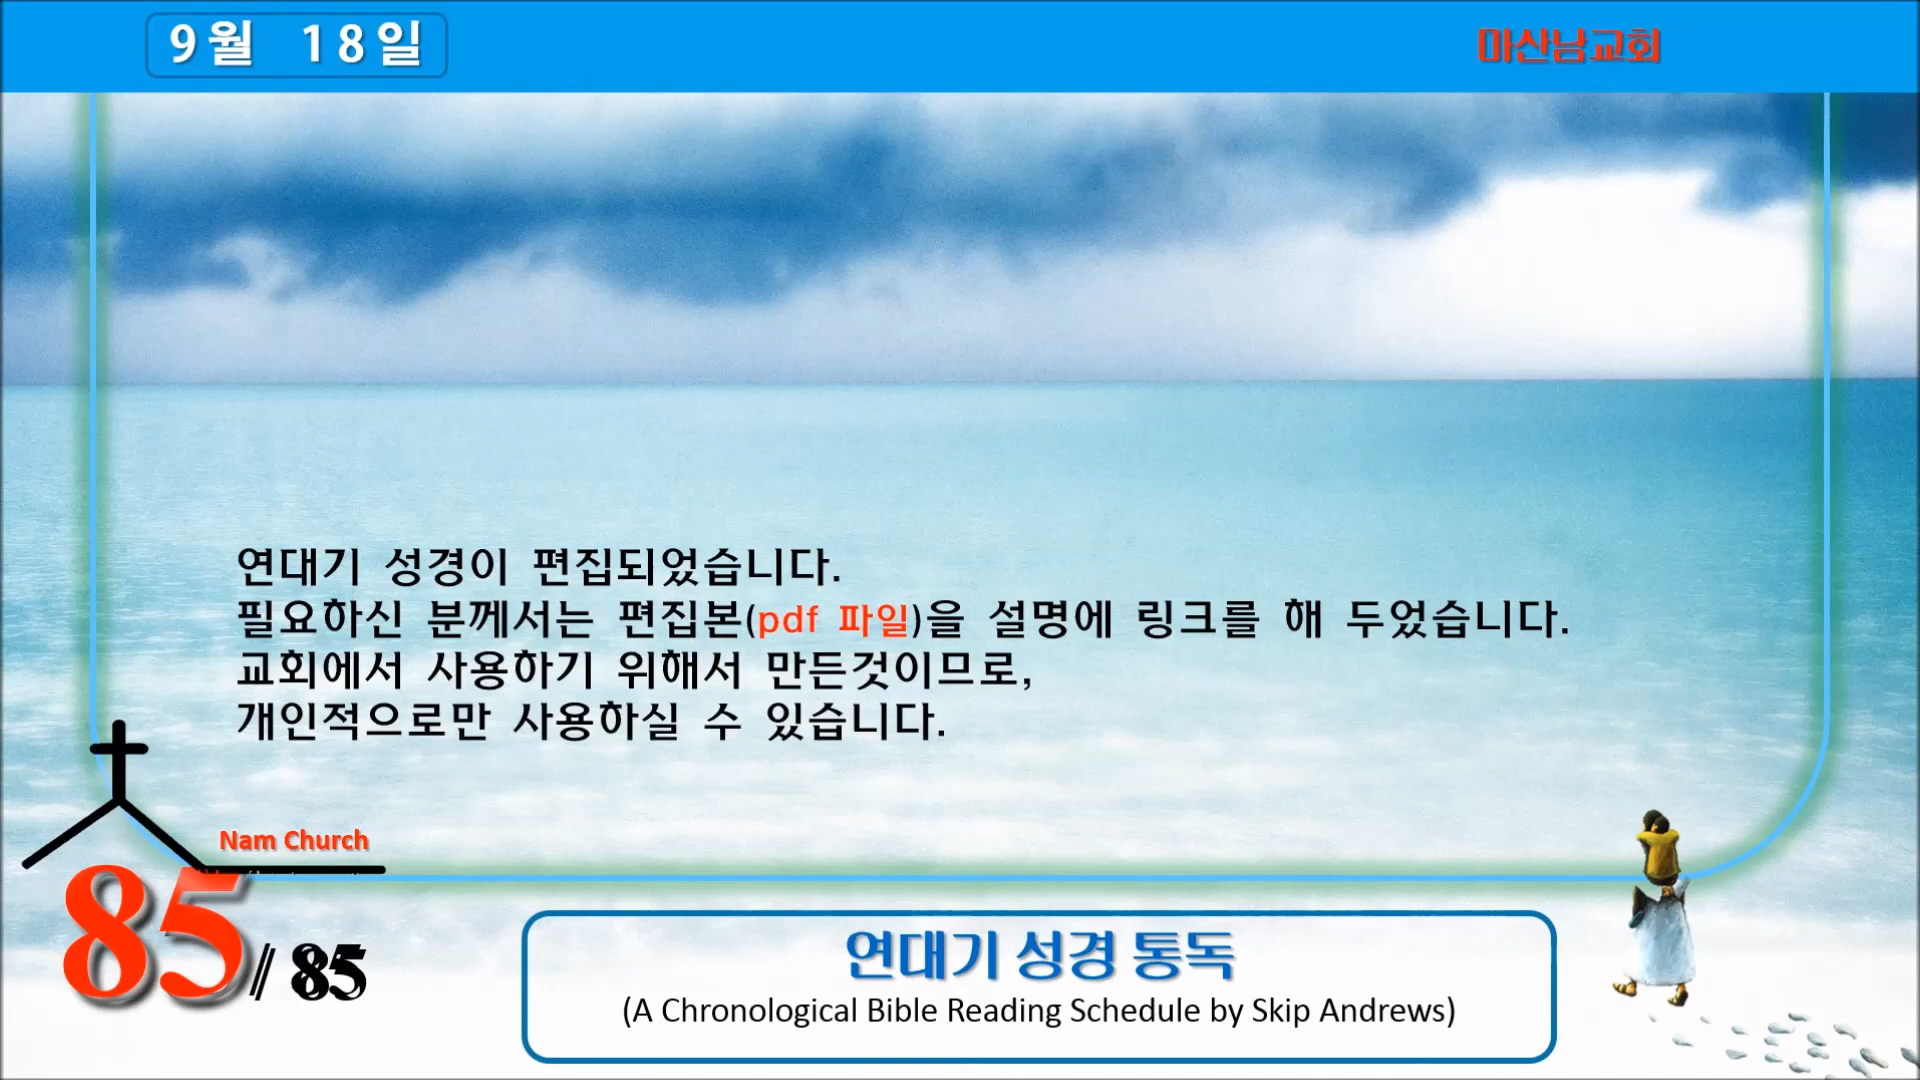 9월 18일
마산남교회
연대기 성경이 편집되었습니다.
필요하신 분께서는 편집본(pdf 파일)을 설명에 링크를 해 두었습니다.
교회에서 사용하기 위해서 만든것이므로,
개인적으로만 사용하실 수 있습니다.
Nam Church
85 / 85
연대기 성경 통독
(A Chronological Bible Reading Schedule by Skip Andrews)